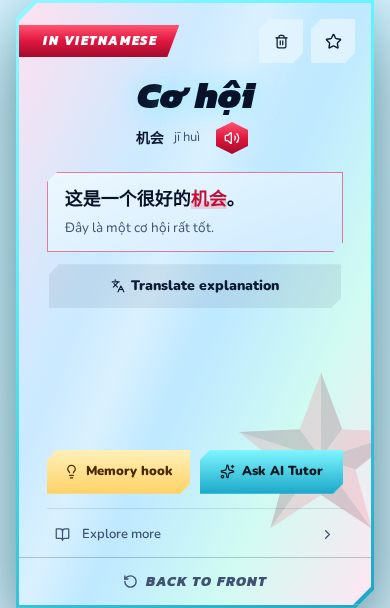 IN VIETNAMESE
Cơ hội
机会 jī huì
这是一个很好的机会。
Đây là một cơ hội rất tốt.
Translate explanation
Memory hook
Ask AI Tutor
Explore more
BACK TO FRONT